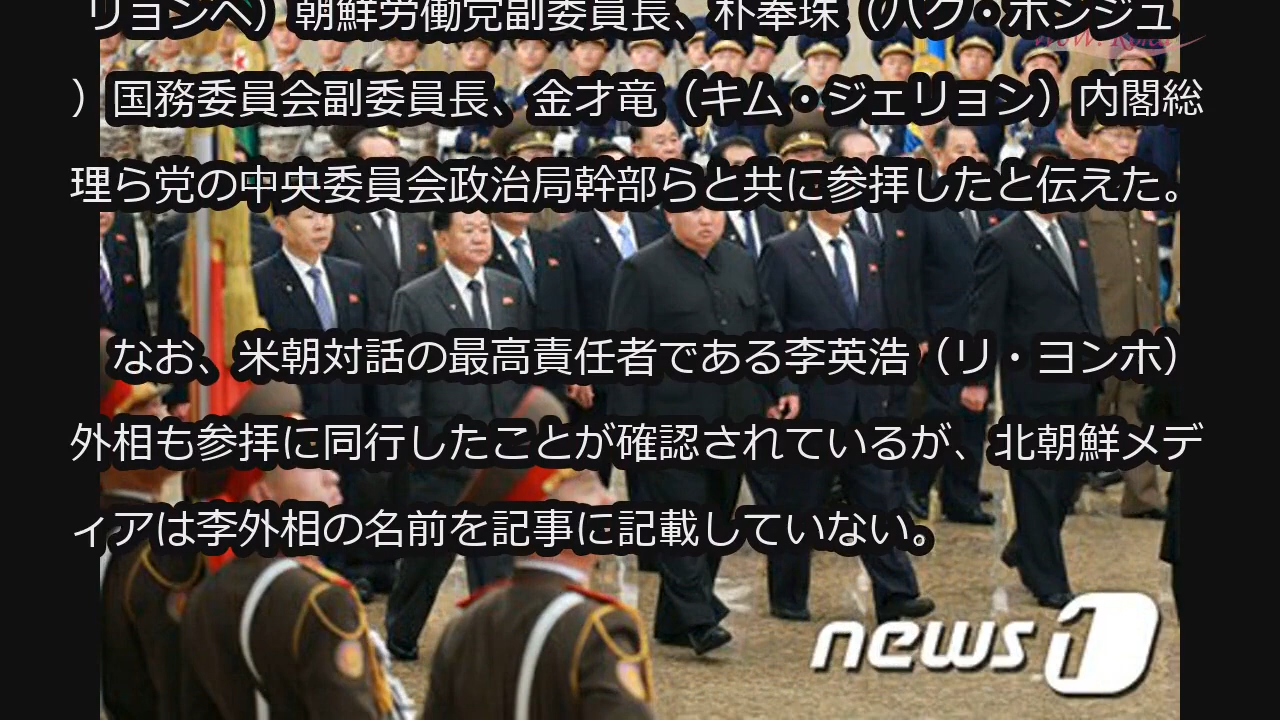 リョンヘ）朝鮮労働党副委員長、朴奉珠（パク・ポンジュ
）国務委員会副委員長、金才竜（キム・ジェリョン）内閣総
理ら党の中央委員会政治局幹部らと共に参拝したと伝えた。
なお、米朝対話の最高責任者である李英浩（リ・ヨンホ）
外相も参拝に同行したことが確認されているが、北朝鮮メデ
ィアは李外相の名前を記事に記載していない。
news1